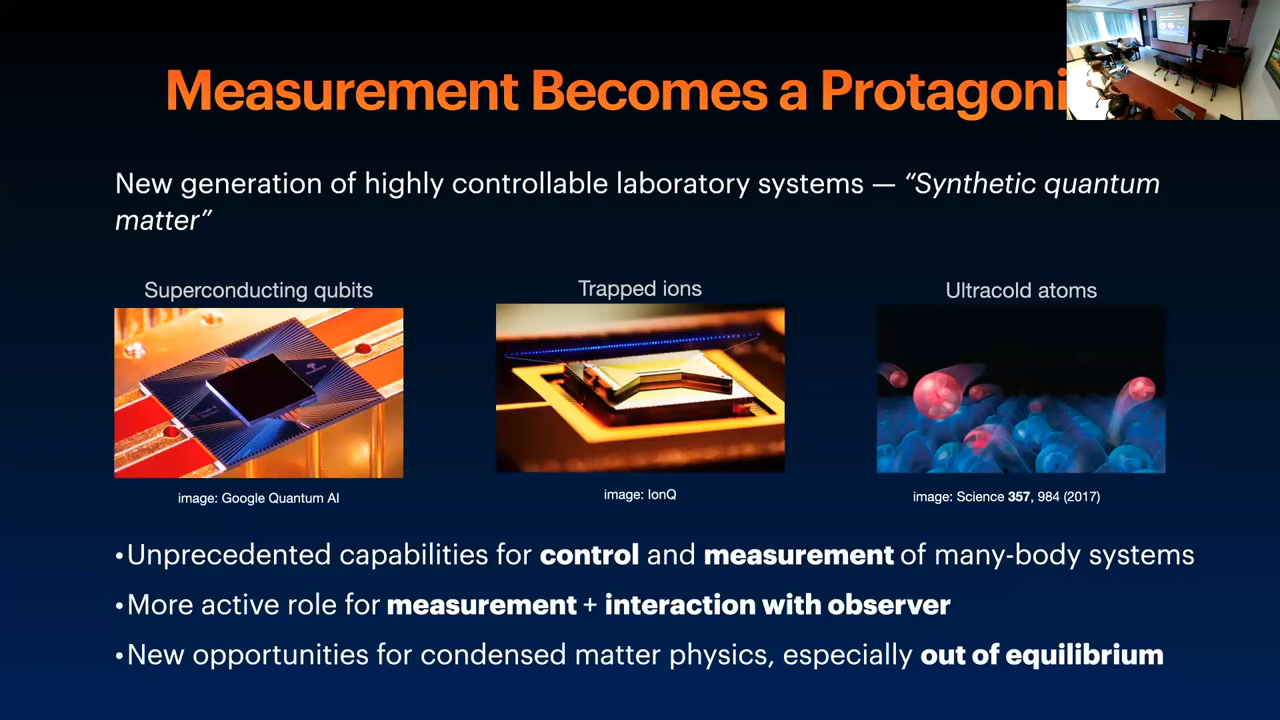 Measurement Becomes a Protagoni
New generation of highly controllable laboratory systems — “Synthetic quantum
matter”
Superconducting qubits
Trapped ions
Ultracold atoms
image: Google Quantum AI
image: IonQ
image: Science 357, 984 (2017)
•Unprecedented capabilities for control and measurement of many-body systems
•More active role for measurement + interaction with observer
•New opportunities for condensed matter physics, especially out of equilibrium